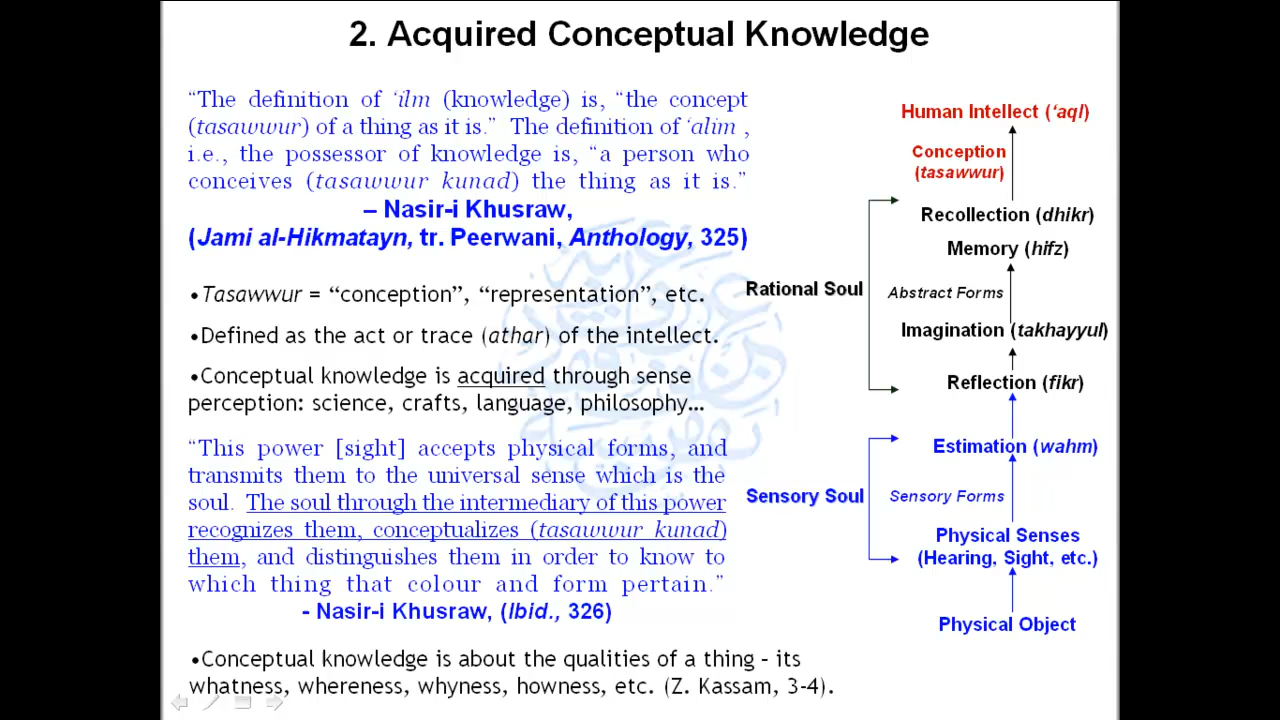 2. Acquired Conceptual Knowledge
“The definition of ‘ilm (knowledge) is, “the concept
(tasawwur) of a thing as it is.” The definition of ‘alim ,
i.e., the possessor of knowledge is, “a person who
conceives (tasawwur kunad) the thing as it is.”
– Nasir-i Khusraw,
(Jami al-Hikmatayn, tr. Peerwani, Anthology, 325)
•Tasawwur = “conception”, “representation”, etc.
•Defined as the act or trace (athar) of the intellect.
•Conceptual knowledge is acquired through sense
perception: science, crafts, language, philosophy…
“This power [sight] accepts physical forms, and
transmits them to the universal sense which is the
soul. The soul through the intermediary of this power
recognizes them, conceptualizes (tasawwur kunad)
them, and distinguishes them in order to know to
which thing that colour and form pertain.”
- Nasir-i Khusraw, (Ibid., 326)
•Conceptual knowledge is about the qualities of a thing – its
whatness, whereness, whyness, howness, etc. (Z. Kassam, 3-4).
Human Intellect (‘aql)
Conception
(tasawwur)
Recollection (dhikr)
Memory (hifz)
Rational Soul
Abstract Forms
Imagination (takhayyul)
Reflection (fikr)
Estimation (wahm)
Sensory Soul
Sensory Forms
Physical Senses
(Hearing, Sight, etc.)
Physical Object